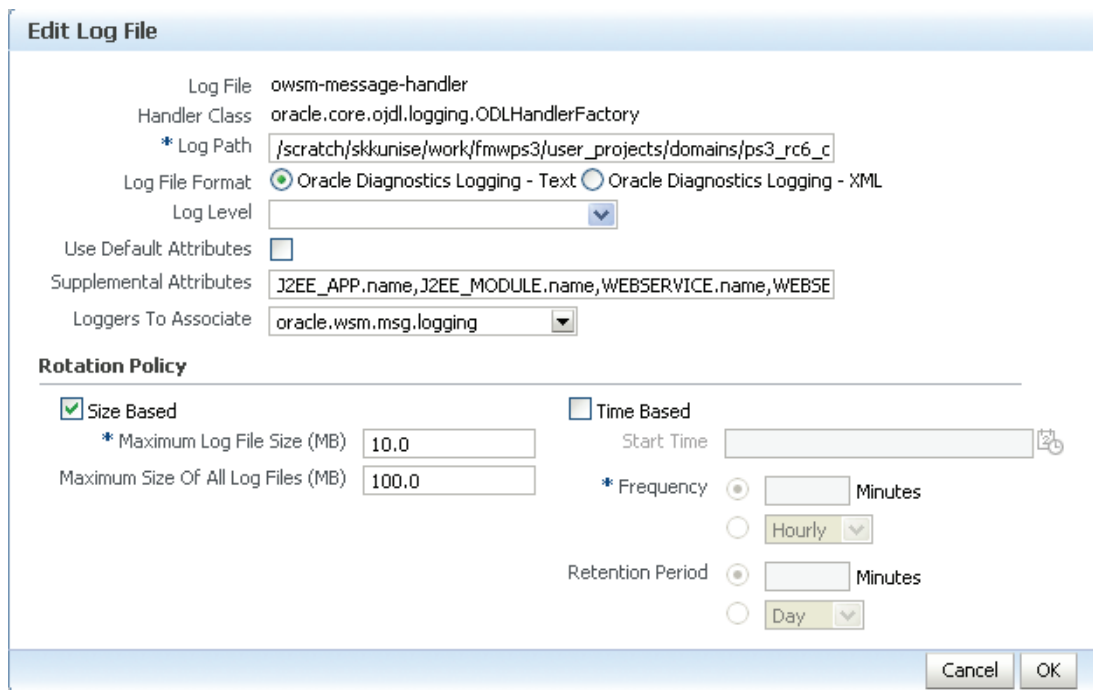 Edit Log File
Log File owsm-message-handler
Handler Class oracle.core.ojdl.logging.ODLHandlerFactory
* Log Path /scratch/skkunise/work/fmwps3/user_projects/domains/ps3_rc6_c
Log File Format Oracle Diagnostics Logging - Text Oracle Diagnostics Logging - XML
Log Level
Use Default Attributes
Supplemental Attributes J2EE_APP.name,J2EE_MODULE.name,WEBSERVICE.name,WEBSE
Loggers To Associate oracle.wsm.msg.logging
Rotation Policy
Size Based
* Maximum Log File Size (MB) 10.0
Maximum Size Of All Log Files (MB) 100.0
Time Based
Start Time
* Frequency Minutes
Hourly
Retention Period Minutes
Day
Cancel OK